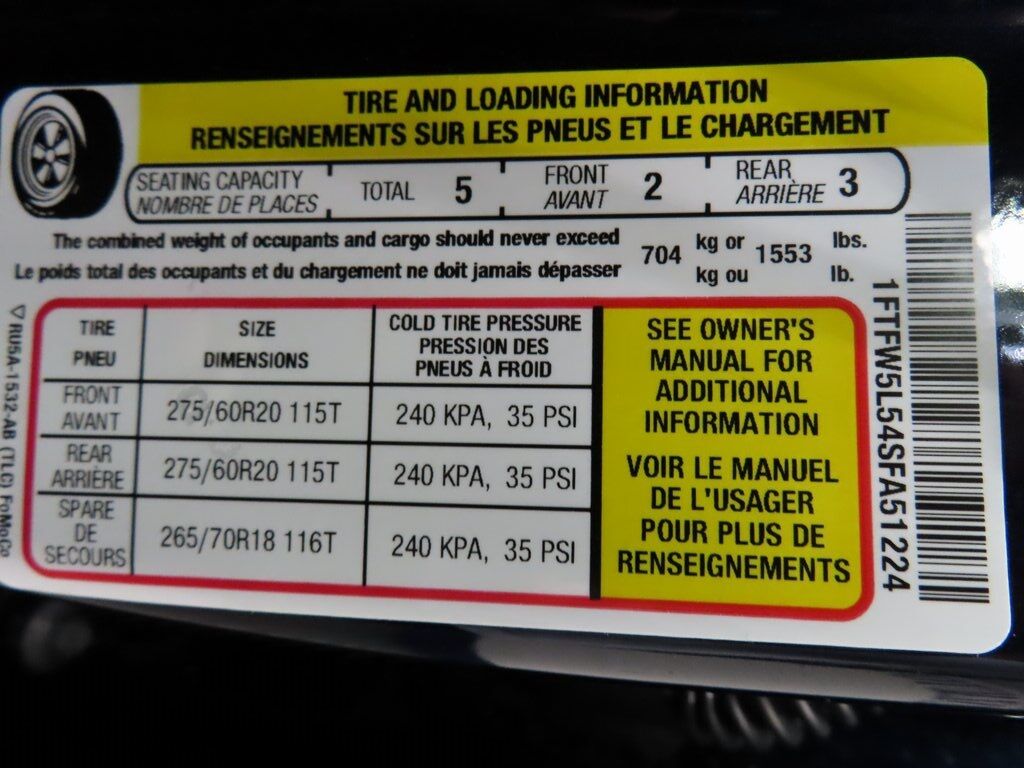 TIRE AND LOADING INFORMATION
RENSEIGNEMENTS SUR LES PNEUS ET LE CHARGEMENT
SEATING CAPACITY
NOMBRE DE PLACES
TOTAL 5
FRONT
AVANT
2
REAR
ARRIÈRE
3
The combined weight of occupants and cargo should never exceed
Le poids total des occupants et du chargement ne doit jamais dépasser
704
kg or
kg ou
1553
lbs.
lb.
TIRE
PNEU
SIZE
DIMENSIONS
COLD TIRE PRESSURE
PRESSION DES
PNEUS À FROID
FRONT
AVANT
275/60R20 115T
240 KPA, 35 PSI
REAR
ARRIÈRE
275/60R20 115T
240 KPA, 35 PSI
SPARE
DE
SECOURS
265/70R18 116T
240 KPA, 35 PSI
SEE OWNER'S
MANUAL FOR
ADDITIONAL
INFORMATION
VOIR LE MANUEL
DE L'USAGER
POUR PLUS DE
RENSEIGNEMENTS
1FTFW5L54SFA51224
RU5A-1532-AB (TLC) FoMoCo